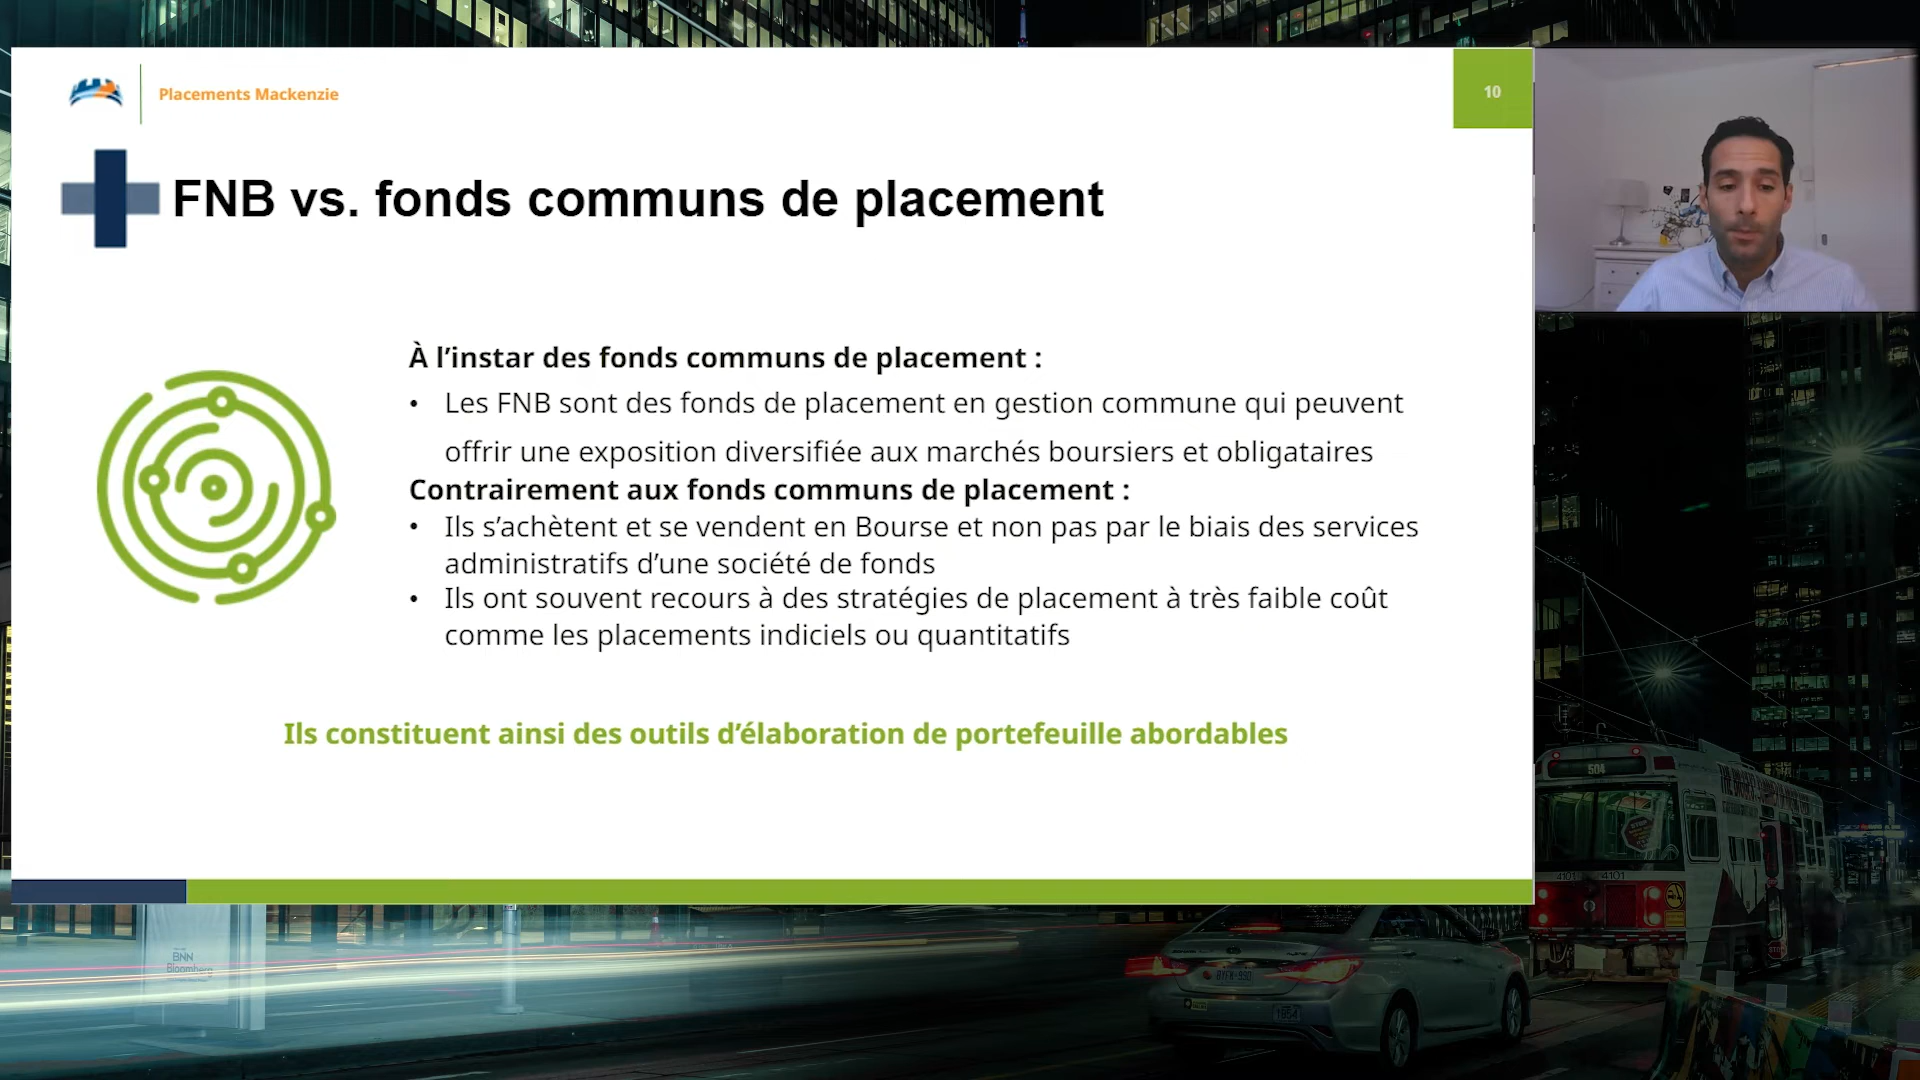 Placements Mackenzie
10
FNB vs. fonds communs de placement
À l’instar des fonds communs de placement :
• Les FNB sont des fonds de placement en gestion commune qui peuvent
offrir une exposition diversifiée aux marchés boursiers et obligataires
Contrairement aux fonds communs de placement :
• Ils s’achètent et se vendent en Bourse et non pas par le biais des services
administratifs d’une société de fonds
• Ils ont souvent recours à des stratégies de placement à très faible coût
comme les placements indiciels ou quantitatifs
Ils constituent ainsi des outils d’élaboration de portefeuille abordables
504
4101 4101
BNN
Bloomberg